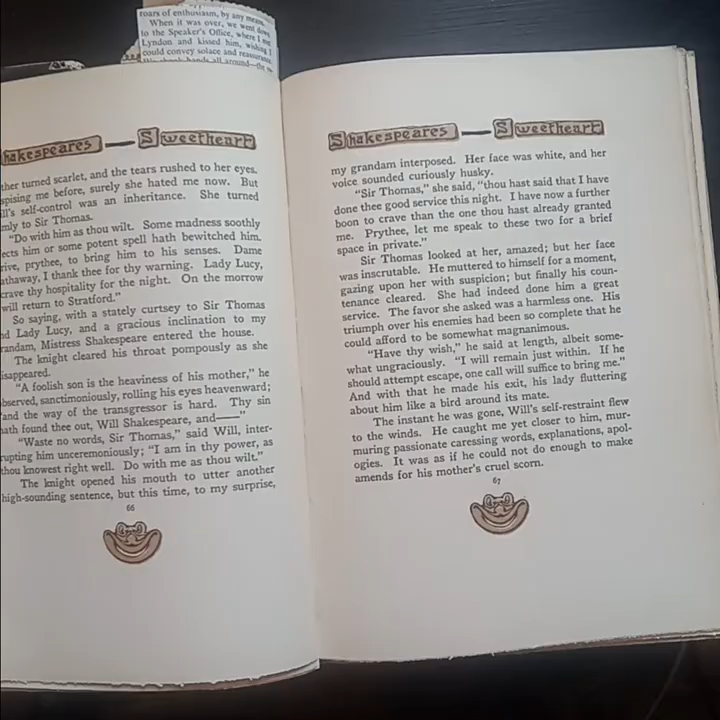 roars of enthusiasm, by any means.
When it was over, we went down
to the Speaker's Office, where I met
Lyndon and kissed him, wishing I
could convey solace and reassurance.
We shook hands all around—the
hakespeares — Sweetheart
ther turned scarlet, and the tears rushed to her eyes.
spising me before, surely she hated me now. But
ill's self-control was an inheritance. She turned
mly to Sir Thomas.
"Do with him as thou wilt. Some madness soothly
ects him or some potent spell hath bewitched him.
rive, prythee, to bring him to his senses. Dame
athaway, I thank thee for thy warning. Lady Lucy,
crave thy hospitality for the night. On the morrow
will return to Stratford."
So saying, with a stately curtsey to Sir Thomas
nd Lady Lucy, and a gracious inclination to my
randam, Mistress Shakespeare entered the house.
The knight cleared his throat pompously as she
isappeared.
"A foolish son is the heaviness of his mother," he
observed, sanctimoniously, rolling his eyes heavenward;
"and the way of the transgressor is hard. Thy sin
hath found thee out, Will Shakespeare, and——"
"Waste no words, Sir Thomas," said Will, inter-
rupting him unceremoniously; "I am in thy power, as
thou knowest right well. Do with me as thou wilt."
The knight opened his mouth to utter another
high-sounding sentence, but this time, to my surprise,
66
Shakespeares — Sweetheart
my grandam interposed. Her face was white, and her
voice sounded curiously husky.
"Sir Thomas," she said, "thou hast said that I have
done thee good service this night. I have now a further
boon to crave than the one thou hast already granted
me. Prythee, let me speak to these two for a brief
space in private."
Sir Thomas looked at her, amazed; but her face
was inscrutable. He muttered to himself for a moment,
gazing upon her with suspicion; but finally his coun-
tenance cleared. She had indeed done him a great
service. The favor she asked was a harmless one. His
triumph over his enemies had been so complete that he
could afford to be somewhat magnanimous.
"Have thy wish," he said at length, albeit some-
what ungraciously. "I will remain just within. If he
should attempt escape, one call will suffice to bring me."
And with that he made his exit, his lady fluttering
about him like a bird around its mate.
The instant he was gone, Will's self-restraint flew
to the winds. He caught me yet closer to him, mur-
muring passionate caressing words, explanations, apol-
ogies. It was as if he could not do enough to make
amends for his mother's cruel scorn.
67